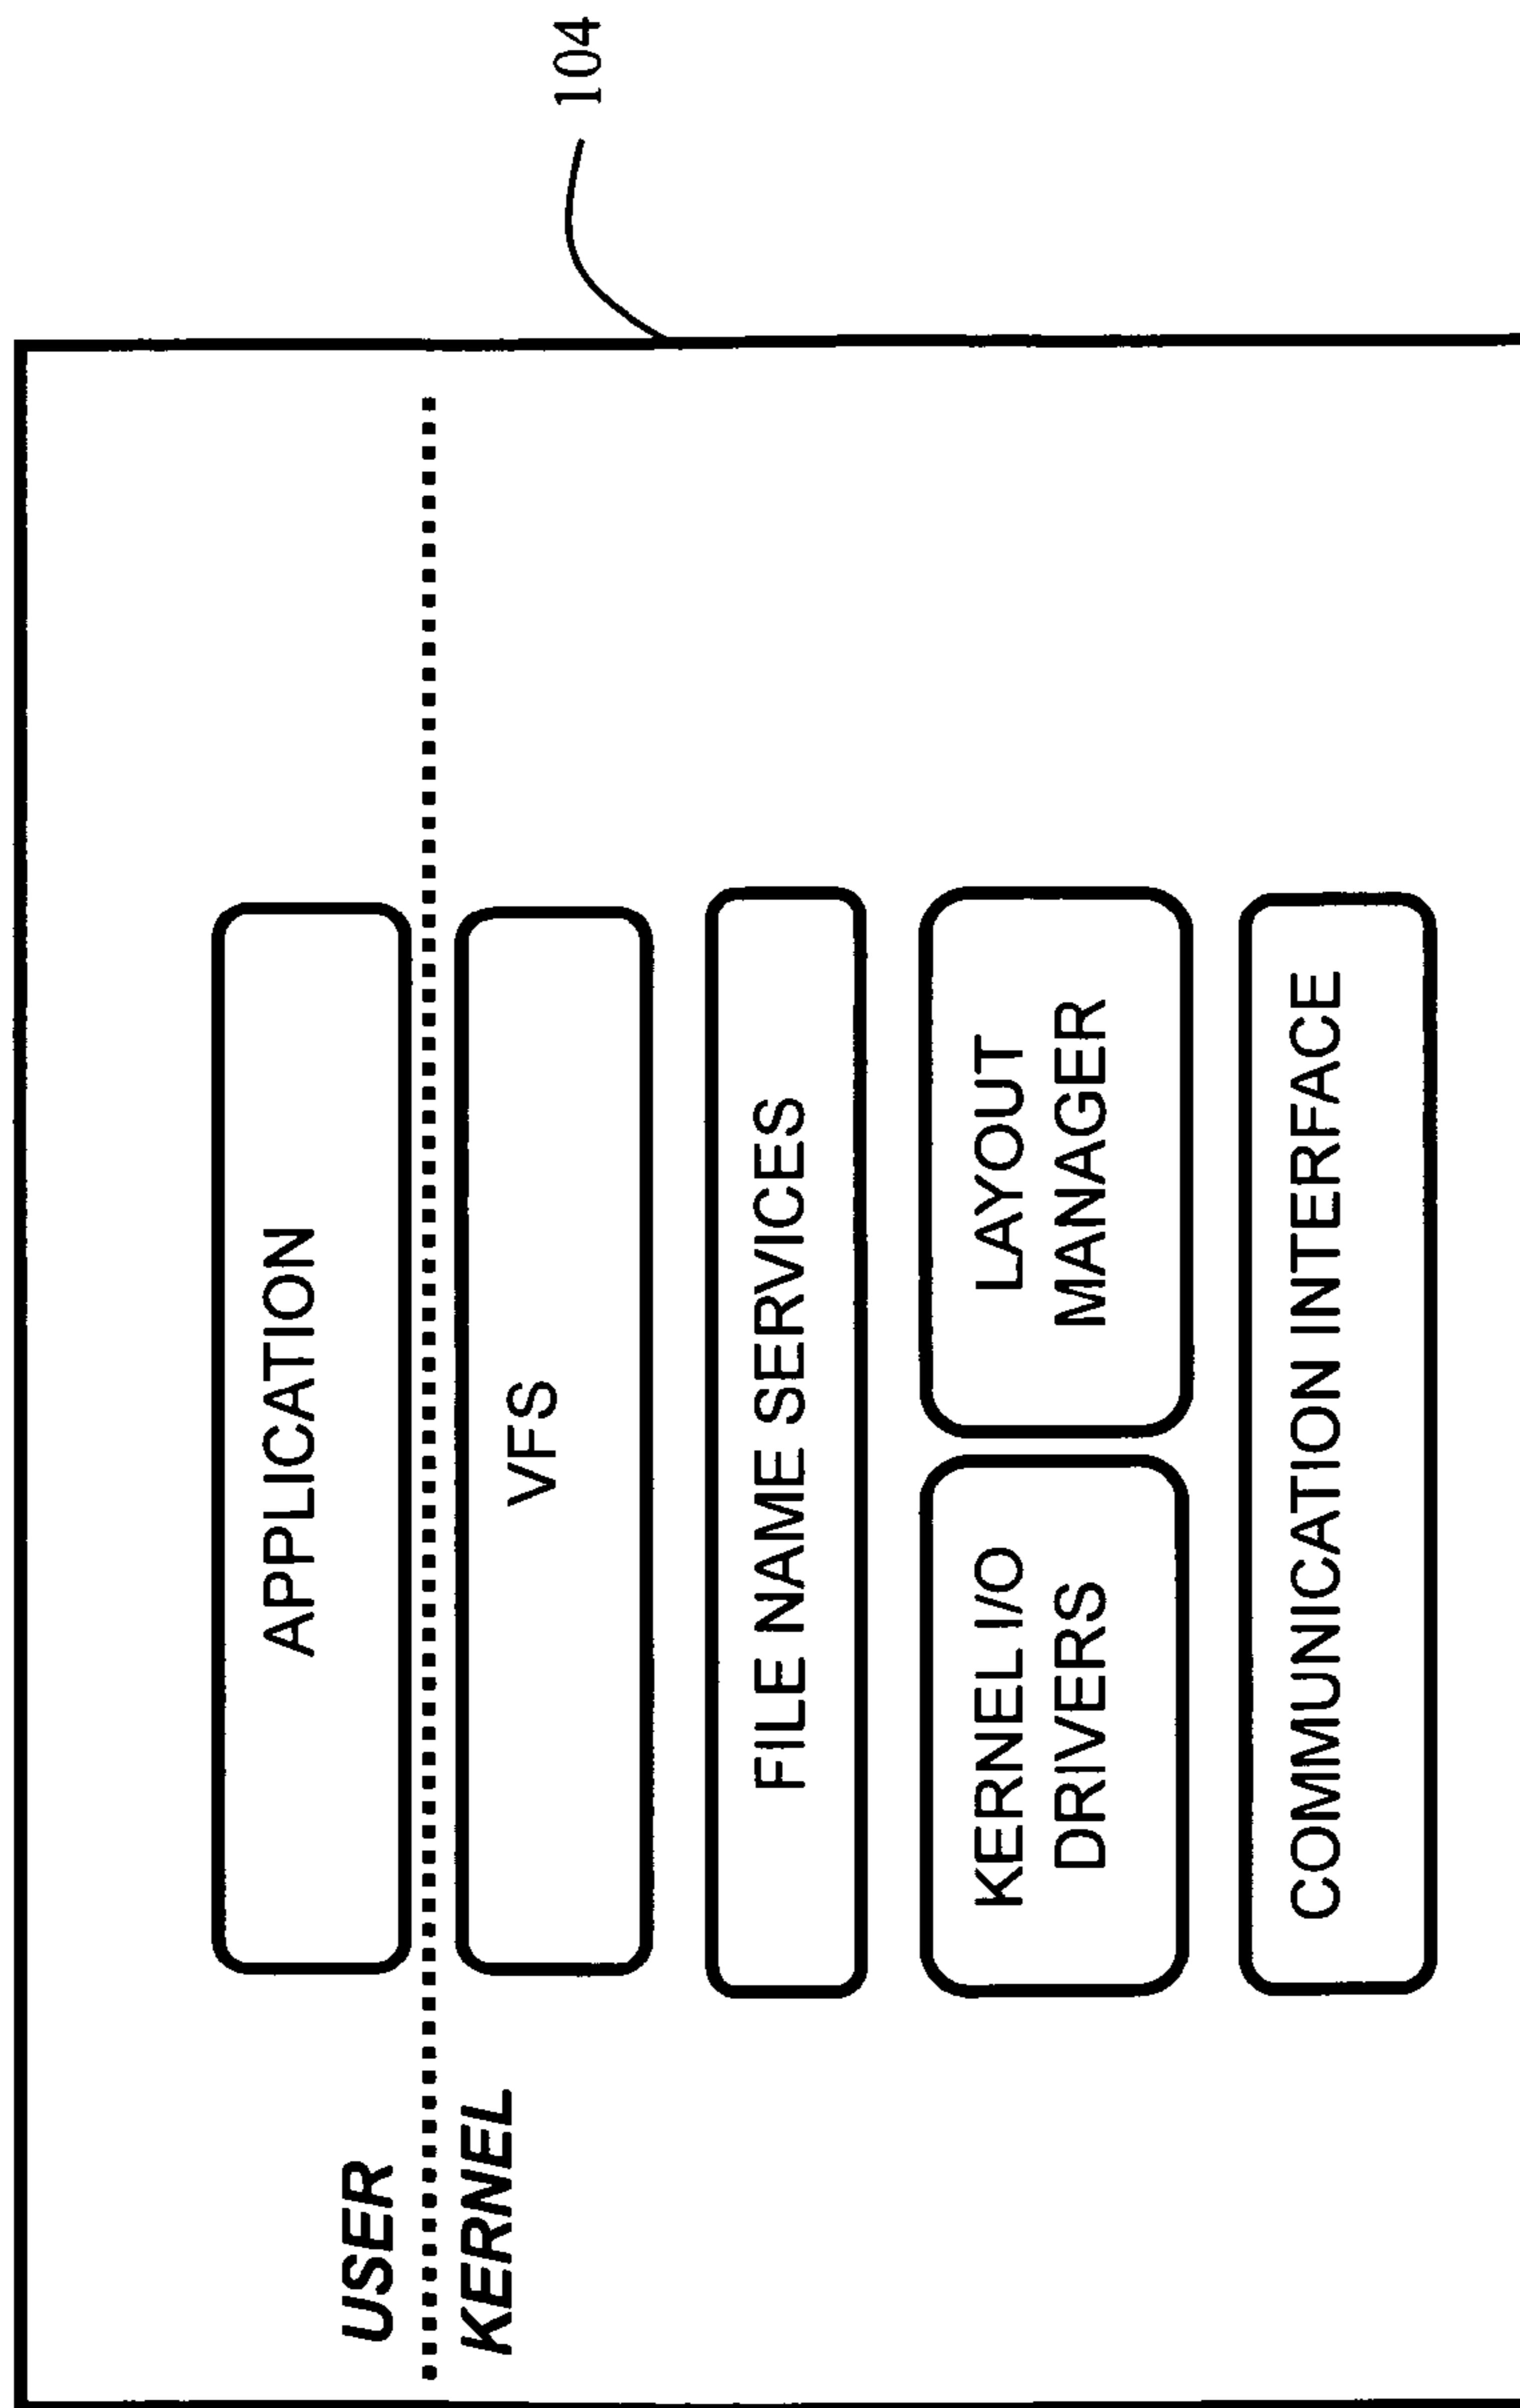 104
APPLICATION
USER
KERNEL
VFS
FILE NAME SERVICES
KERNEL I/O
DRIVERS
LAYOUT
MANAGER
COMMUNICATION INTERFACE